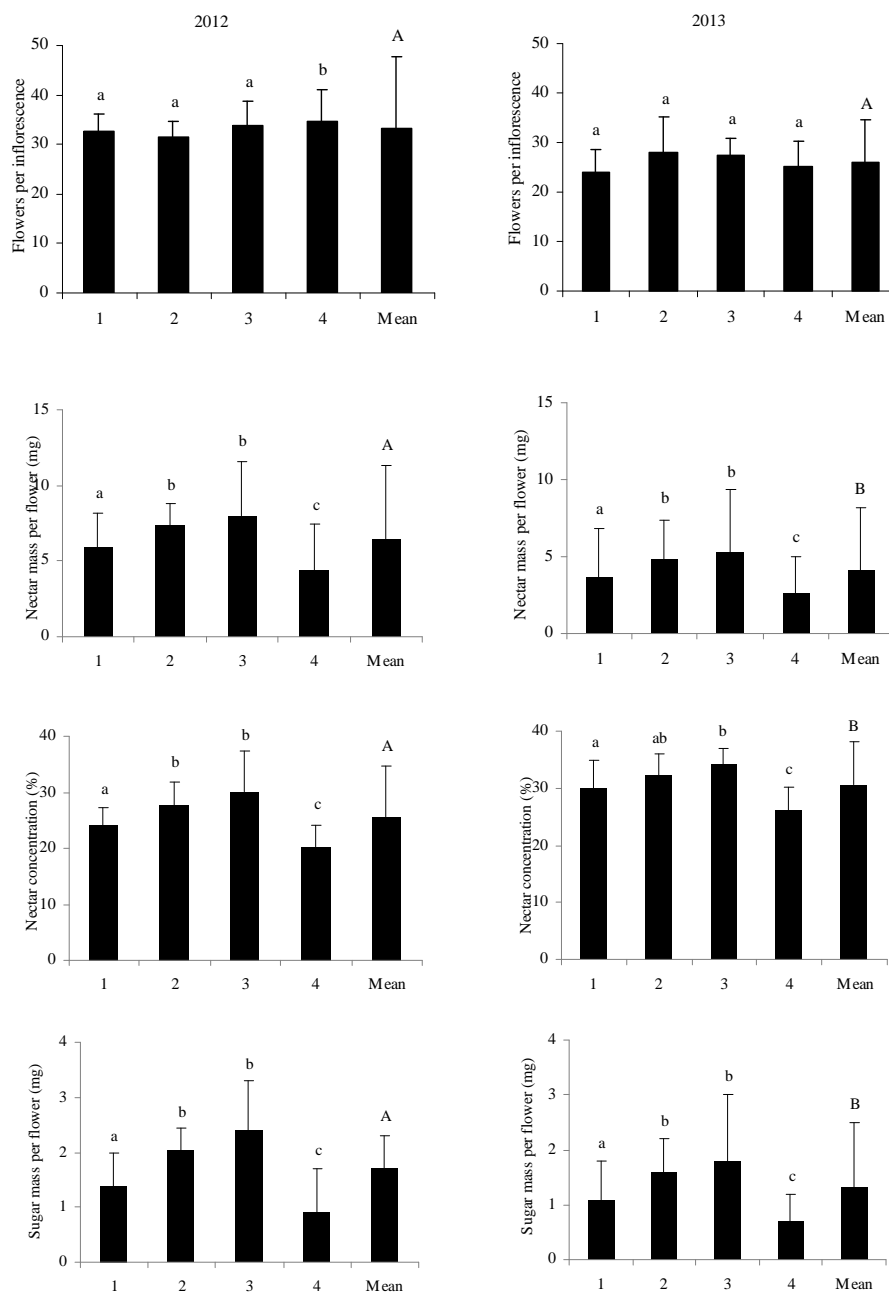 2012
Flowers per inflorescence
50
40
30
20
10
0
a
a
a
b
A
1 2 3 4 Mean
2013
Flowers per inflorescence
50
40
30
20
10
0
a
a
a
a
A
1 2 3 4 Mean
Nectar mass per flower (mg)
15
10
5
0
a
b
b
c
A
1 2 3 4 Mean
Nectar mass per flower (mg)
15
10
5
0
a
b
b
c
B
1 2 3 4 Mean
Nectar concentration (%)
40
30
20
10
0
a
b
b
c
A
1 2 3 4 Mean
Nectar concentration (%)
40
30
20
10
0
a
ab
b
c
B
1 2 3 4 Mean
Sugar mass per flower (mg)
4
3
2
1
0
a
b
b
c
A
1 2 3 4 Mean
Sugar mass per flower (mg)
4
3
2
1
0
a
b
b
c
B
1 2 3 4 Mean